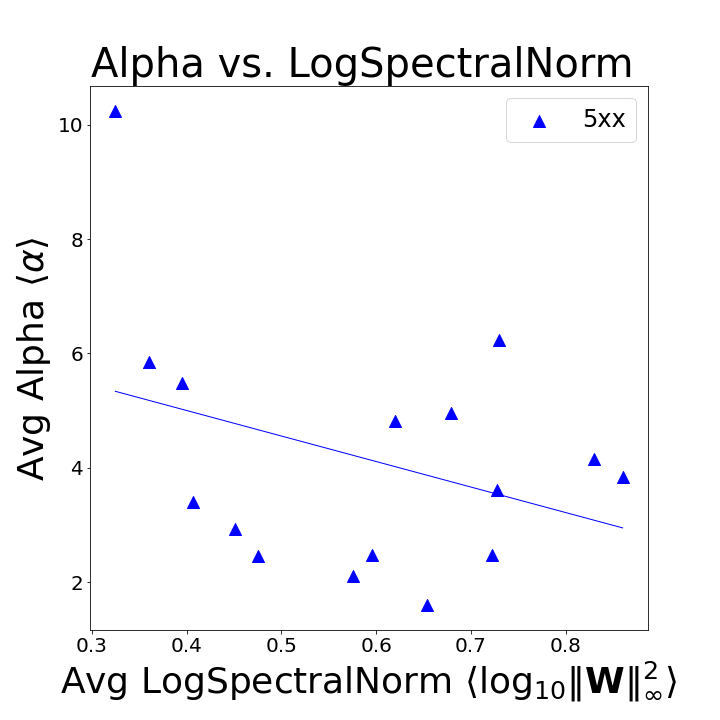 Alpha vs. LogSpectralNorm
5xx
10
8
6
4
2
Avg Alpha ⟨α⟩
0.3 0.4 0.5 0.6 0.7 0.8
Avg LogSpectralNorm ⟨log₁₀‖𝐖‖²∞⟩